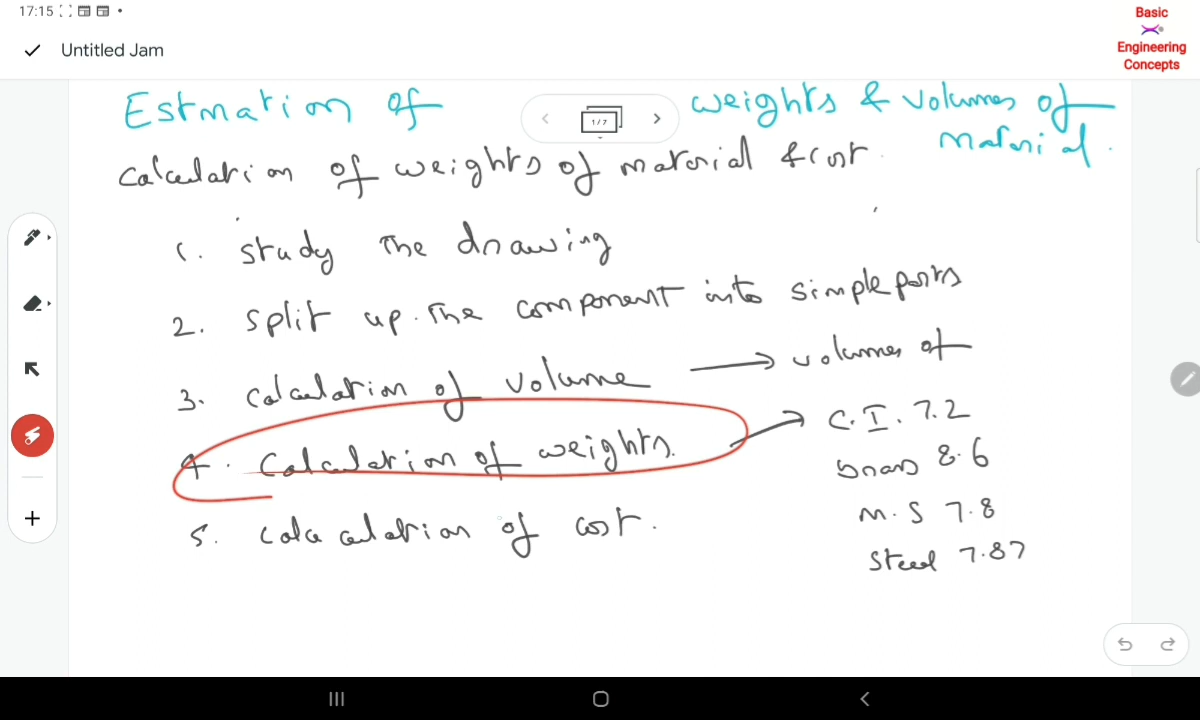 17:15
Basic
Engineering
Concepts
Untitled Jam
Estmation of weights & volumes of
material.
1/7
calculation of weights of material & cost.
1. study the drawing
2. split up. The component into simple parts
3. calculation of volume → volumes of
4. calculation of weights. → C.I. 7.2
brass 8.6
5. calculation of cost. M.S 7.8
steel 7.87